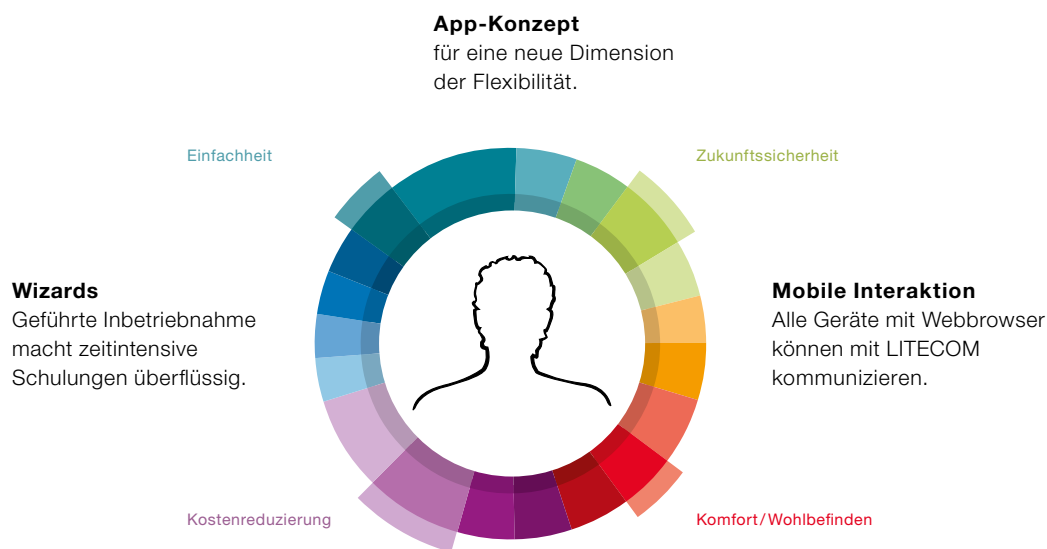 App-Konzept
für eine neue Dimension
der Flexibilität.
Einfachheit
Zukunftssicherheit
Wizards
Geführte Inbetriebnahme
macht zeitintensive
Schulungen überflüssig.
Mobile Interaktion
Alle Geräte mit Webbrowser
können mit LITECOM
kommunizieren.
Kostenreduzierung
Komfort/Wohlbefinden